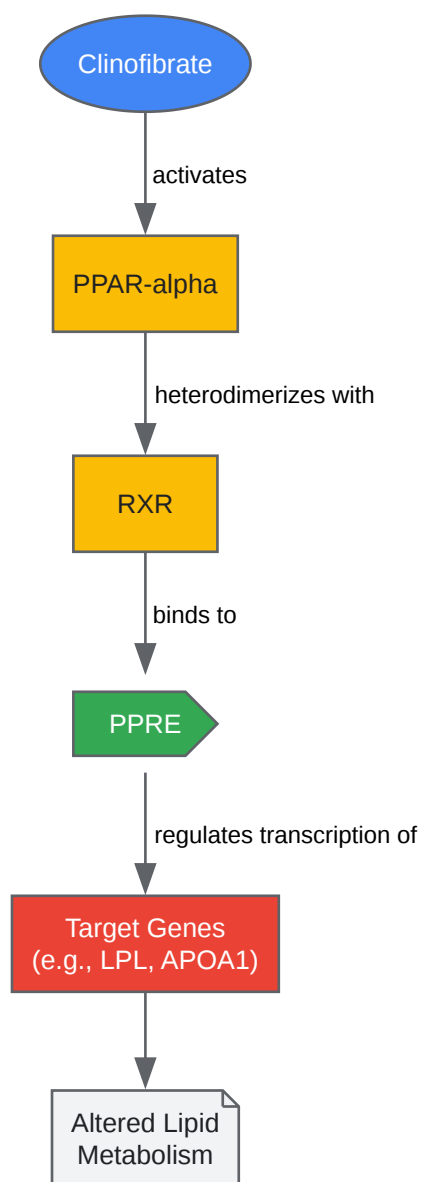 Clinofibrate
activates
PPAR-alpha
heterodimerizes with
RXR
binds to
PPRE
regulates transcription of
Target Genes
(e.g., LPL, APOA1)
Altered Lipid
Metabolism